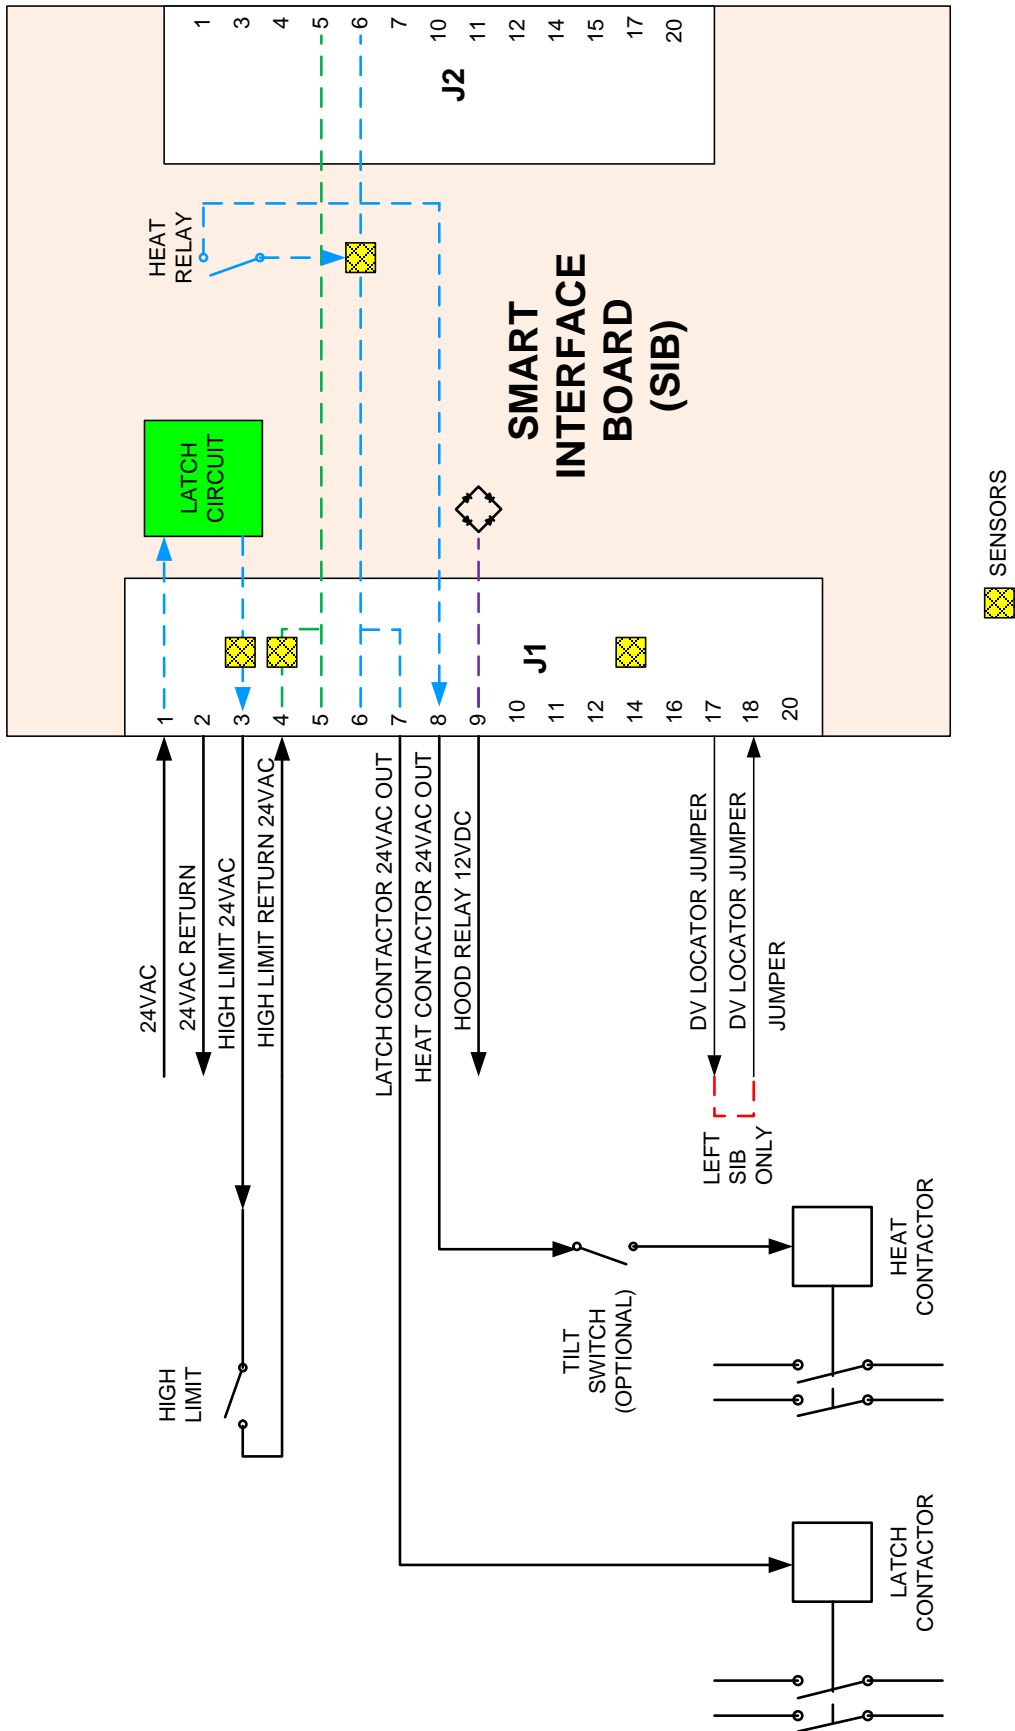 1
3
4
5
6
7
10
11
12
14
15
17
20
J2
HEAT
RELAY
SMART
INTERFACE
BOARD
(SIB)
LATCH
CIRCUIT
SENSORS
J1
1
2
3
4
5
6
7
8
9
10
11
12
14
16
17
18
20
24VAC
24VAC RETURN
HIGH LIMIT 24VAC
HIGH LIMIT RETURN 24VAC
LATCH CONTACTOR 24VAC OUT
HEAT CONTACTOR 24VAC OUT
HOOD RELAY 12VDC
DV LOCATOR JUMPER
DV LOCATOR JUMPER
JUMPER
LEFT
SIB
ONLY
HIGH
LIMIT
TILT
SWITCH
(OPTIONAL)
HEAT
CONTACTOR
LATCH
CONTACTOR